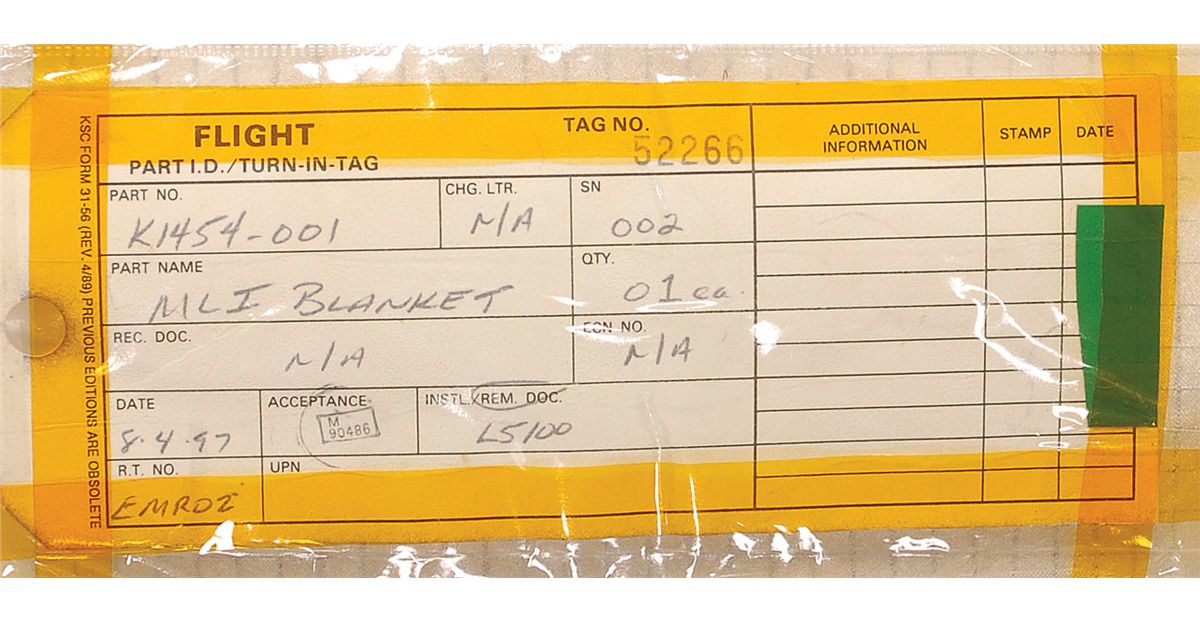 FLIGHT
PART I.D./TURN-IN-TAG
TAG NO.
52266
ADDITIONAL
INFORMATION
STAMP
DATE
PART NO.
K1454-001
CHG. LTR.
N/A
SN
002
PART NAME
MLI BLANKET
QTY.
01 ea.
REC. DOC.
N/A
ECN NO.
N/A
DATE
8.4.97
ACCEPTANCE
M
90486
INSTL./REM. DOC.
L5100
R.T. NO.
UPN
KSC FORM 31-56 (REV. 4/89) PREVIOUS EDITIONS ARE OBSOLETE